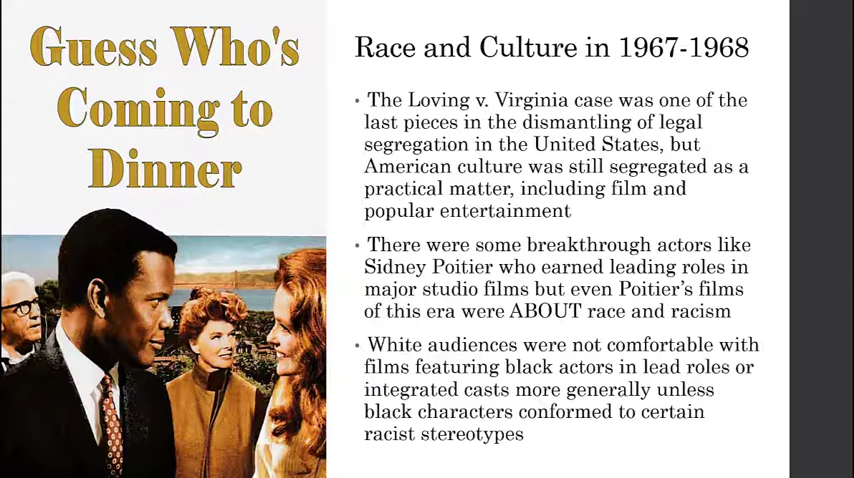 Guess Who's
Coming to
Dinner
Race and Culture in 1967-1968
• The Loving v. Virginia case was one of the
last pieces in the dismantling of legal
segregation in the United States, but
American culture was still segregated as a
practical matter, including film and
popular entertainment
• There were some breakthrough actors like
Sidney Poitier who earned leading roles in
major studio films but even Poitier's films
of this era were ABOUT race and racism
• White audiences were not comfortable with
films featuring black actors in lead roles or
integrated casts more generally unless
black characters conformed to certain
racist stereotypes